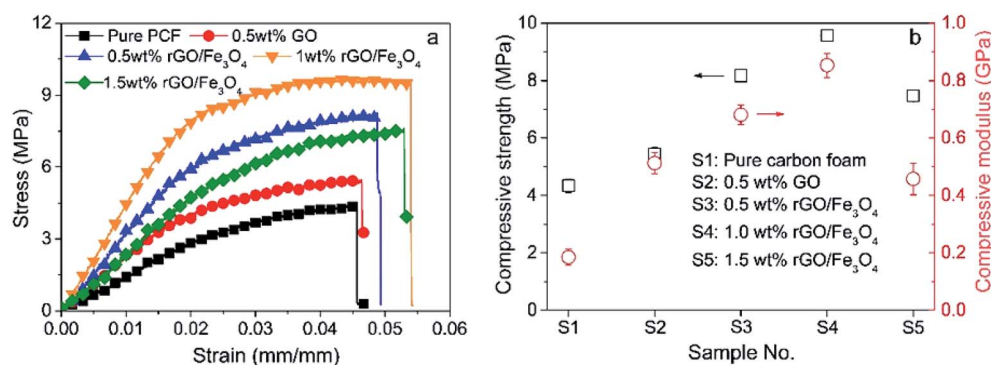 Pure PCF 0.5wt% GO
0.5wt% rGO/Fe₃O₄ 1wt% rGO/Fe₃O₄
1.5wt% rGO/Fe₃O₄
a
12
9
6
3
0
Stress (MPa)
0.00 0.01 0.02 0.03 0.04 0.05 0.06
Strain (mm/mm)
b
10
8
6
4
2
0
Compressive strength (MPa)
S1: Pure carbon foam
S2: 0.5 wt% GO
S3: 0.5 wt% rGO/Fe₃O₄
S4: 1.0 wt% rGO/Fe₃O₄
S5: 1.5 wt% rGO/Fe₃O₄
1.0
0.8
0.6
0.4
0.2
0.0
Compressive modulus (GPa)
S1 S2 S3 S4 S5
Sample No.